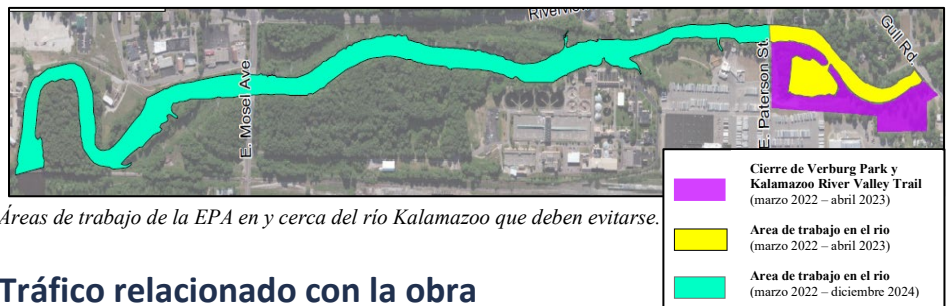 Riverview
Gull Rd.
E. Mosel Ave
E. Paterson St.
Áreas de trabajo de la EPA en y cerca del río Kalamazoo que deben evitarse.
Cierre de Verburg Park y
Kalamazoo River Valley Trail
(marzo 2022 – abril 2023)
Area de trabajo en el rio
(marzo 2022 – abril 2023)
Area de trabajo en el rio
(marzo 2022 – diciembre 2024)
Tráfico relacionado con la obra